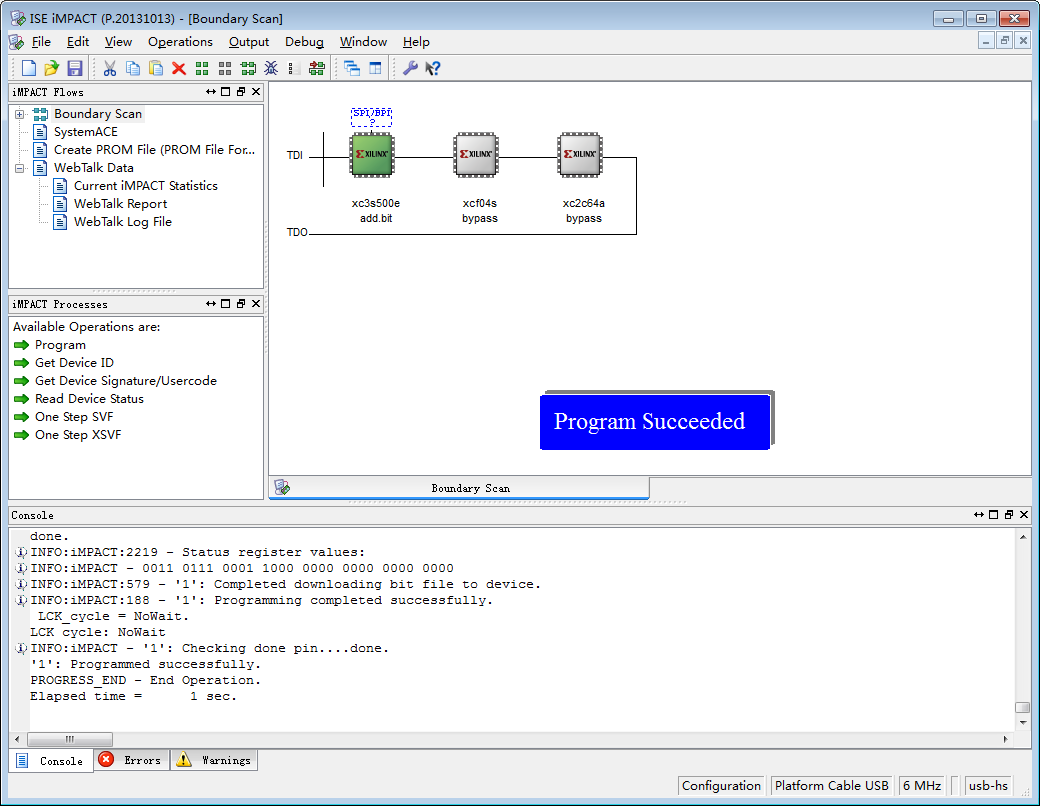 ISE iMPACT (P.20131013) - [Boundary Scan]
File Edit View Operations Output Debug Window Help
iMPACT Flows
Boundary Scan
SystemACE
Create PROM File (PROM File For...
WebTalk Data
Current iMPACT Statistics
WebTalk Report
WebTalk Log File
iMPACT Processes
Available Operations are:
Program
Get Device ID
Get Device Signature/Usercode
Read Device Status
One Step SVF
One Step XSVF
SPI/BPI
?
TDI
XILINX XILINX XILINX
xc3s500e xcf04s xc2c64a
add.bit bypass bypass
TDO
Program Succeeded
Boundary Scan
Console
done.
INFO:iMPACT:2219 - Status register values:
INFO:iMPACT - 0011 0111 0001 1000 0000 0000 0000 0000
INFO:iMPACT:579 - '1': Completed downloading bit file to device.
INFO:iMPACT:188 - '1': Programming completed successfully.
LCK_cycle = NoWait.
LCK cycle: NoWait
INFO:iMPACT - '1': Checking done pin....done.
'1': Programmed successfully.
PROGRESS_END - End Operation.
Elapsed time = 1 sec.
Console Errors Warnings
Configuration Platform Cable USB 6 MHz usb-hs